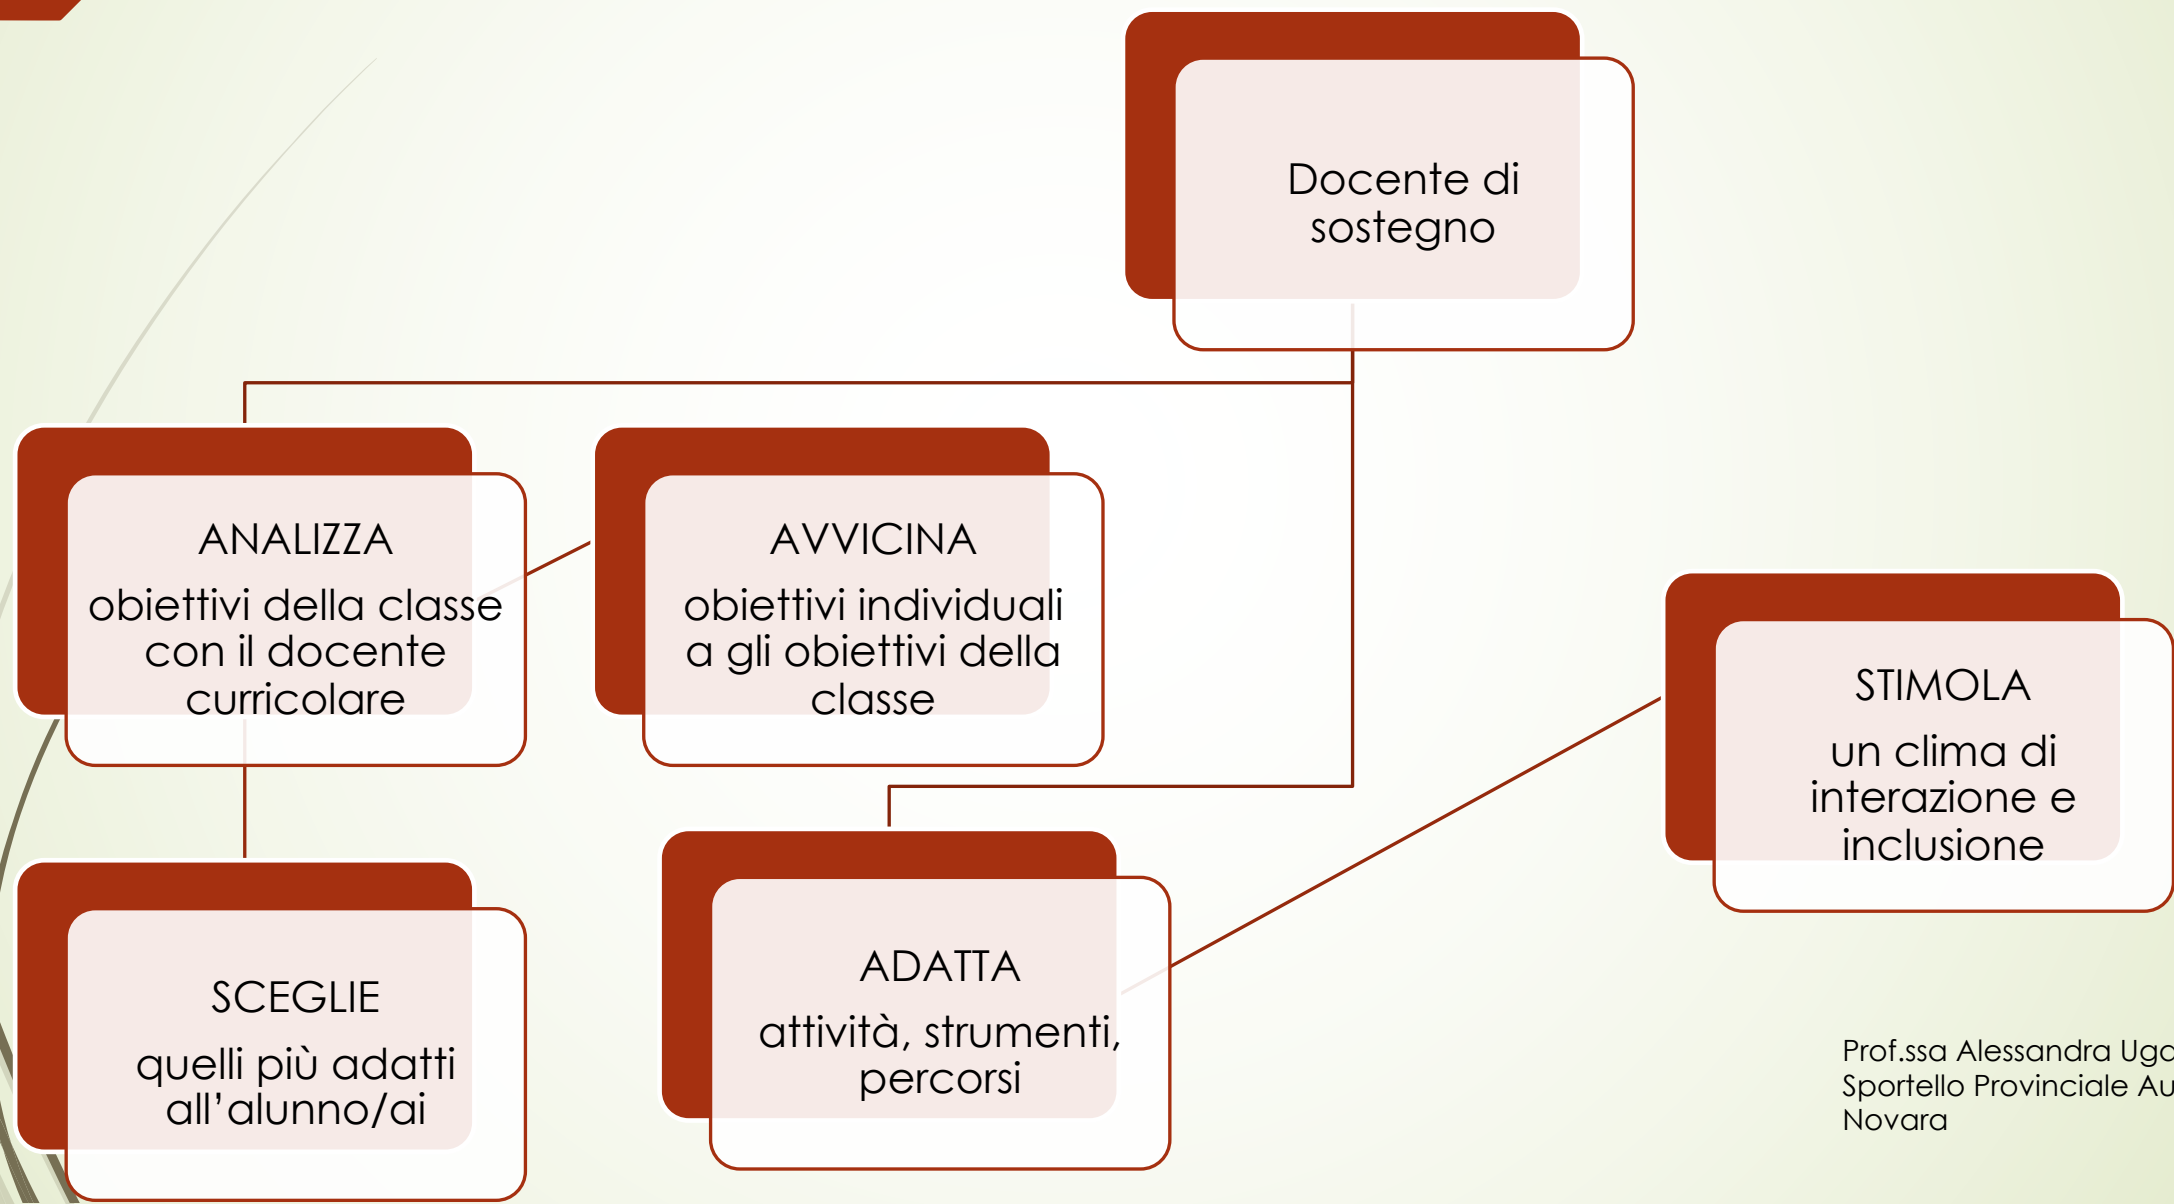 Docente di
sostegno
ANALIZZA
obiettivi della classe
con il docente
curricolare
AVVICINA
obiettivi individuali
a gli obiettivi della
classe
STIMOLA
un clima di
interazione e
inclusione
SCEGLIE
quelli più adatti
all’alunno/ai
ADATTA
attività, strumenti,
percorsi
Prof.ssa Alessandra
Sportello Provinciale
Novara